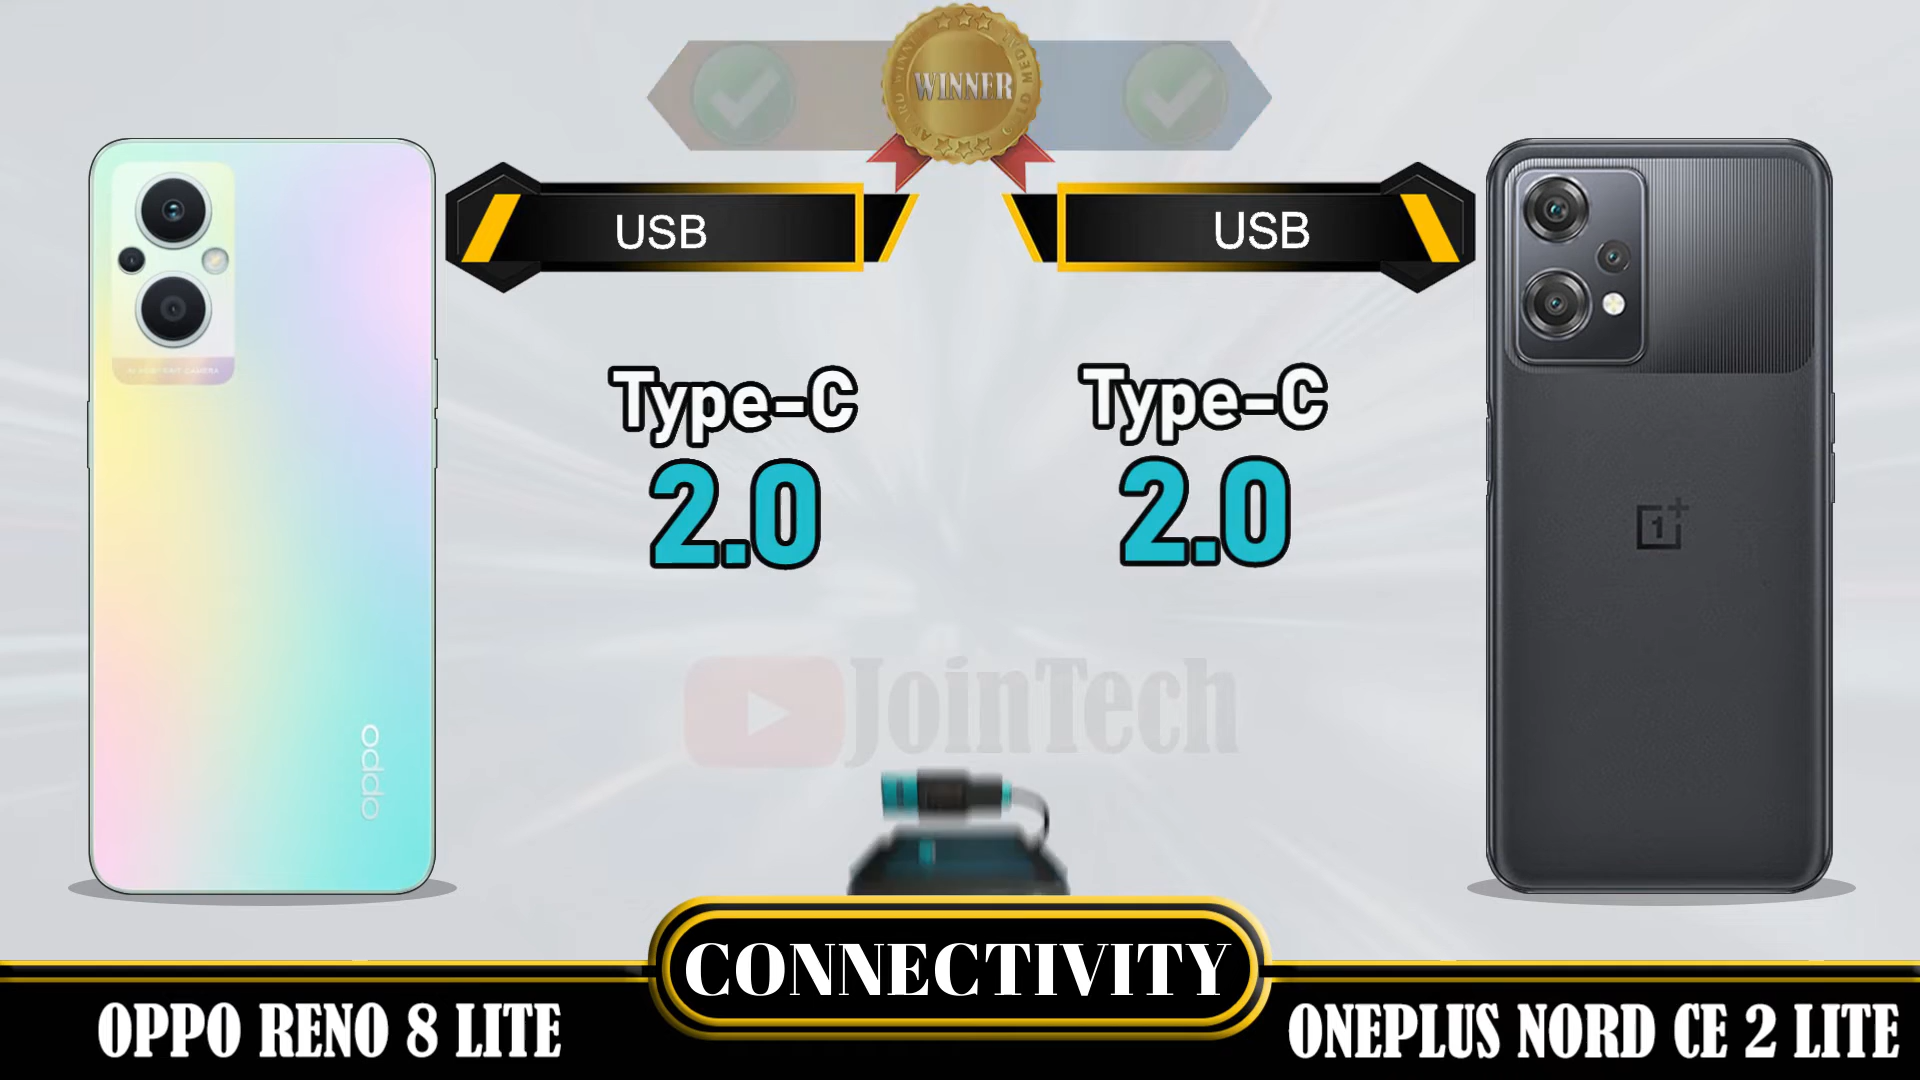 WINNER
USB
USB
Type-C
2.0
Type-C
2.0
oppo
JoinTech
CONNECTIVITY
OPPO RENO 8 LITE
ONEPLUS NORD CE 2 LITE